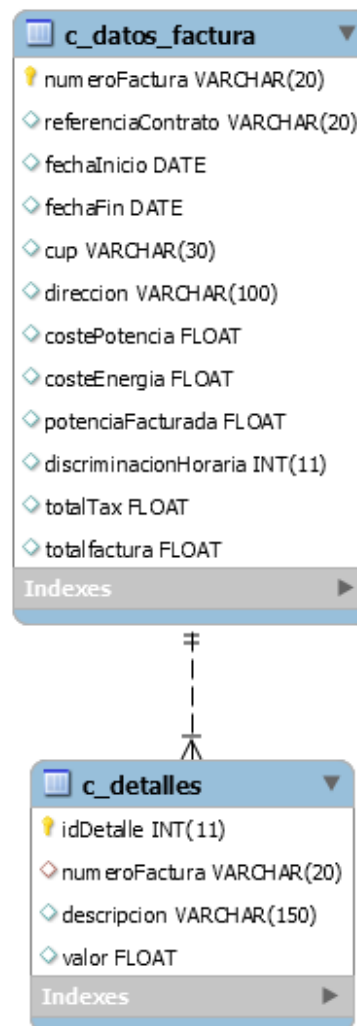 c_datos_factura
numeroFactura VARCHAR(20)
referenciaContrato VARCHAR(20)
fechaInicio DATE
fechaFin DATE
cup VARCHAR(30)
direccion VARCHAR(100)
costePotencia FLOAT
costeEnergia FLOAT
potenciaFacturada FLOAT
discriminacionHoraria INT(11)
totalTax FLOAT
totalfactura FLOAT
Indexes
c_detalles
idDetalle INT(11)
numeroFactura VARCHAR(20)
descripcion VARCHAR(150)
valor FLOAT
Indexes